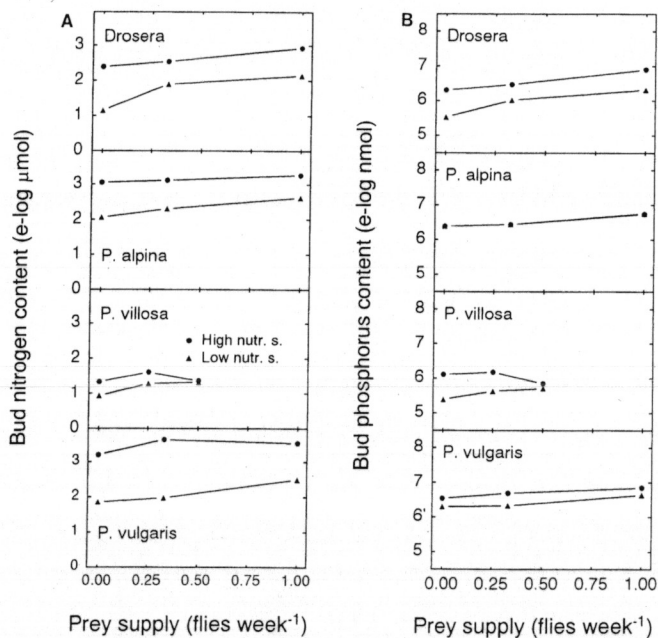 A
Drosera
3
2
1
0
P. alpina
3
2
1
0
P. villosa
High nutr. s.
Low nutr. s.
2
1
0
P. vulgaris
3
2
1
0
0.00 0.25 0.50 0.75 1.00
Bud nitrogen content (e-log µmol)
Prey supply (flies week-1)
B
Drosera
8
7
6
5
P. alpina
8
7
6
5
P. villosa
8
7
6
5
P. vulgaris
8
7
6'
5
0.00 0.25 0.50 0.75 1.00
Bud phosphorus content (e-log nmol)
Prey supply (flies week-1)